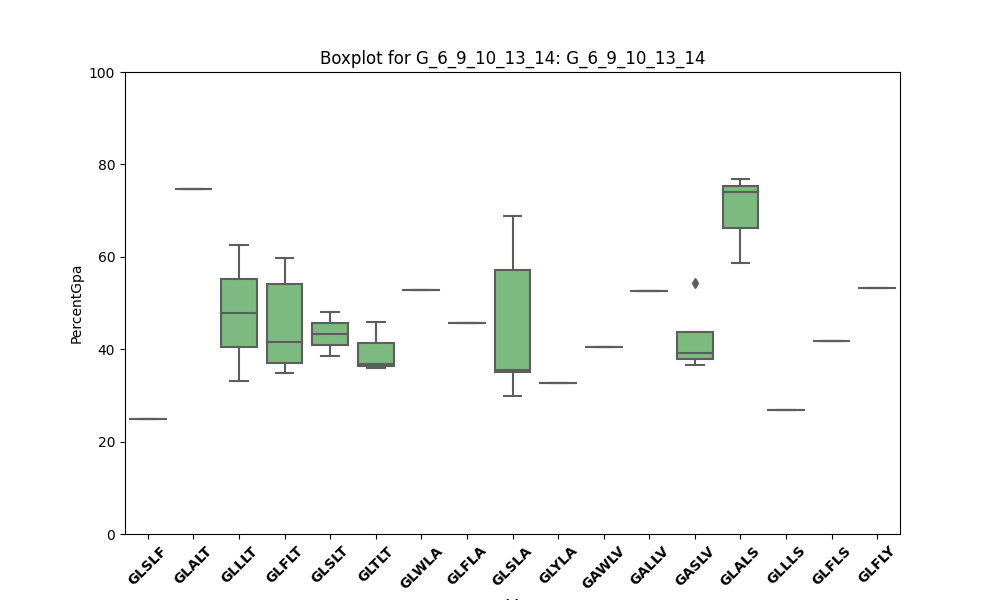 Boxplot for G_6_9_10_13_14: G_6_9_10_13_14
100
80
60
40
20
0
PercentGpa
GLSLF
GLALT
GLLLT
GLFLT
GLSLT
GLTLT
GLWLA
GLFLA
GLSLA
GLYLA
GAWLV
GALLV
GASLV
GLALS
GLLLS
GLFLS
GLFLY